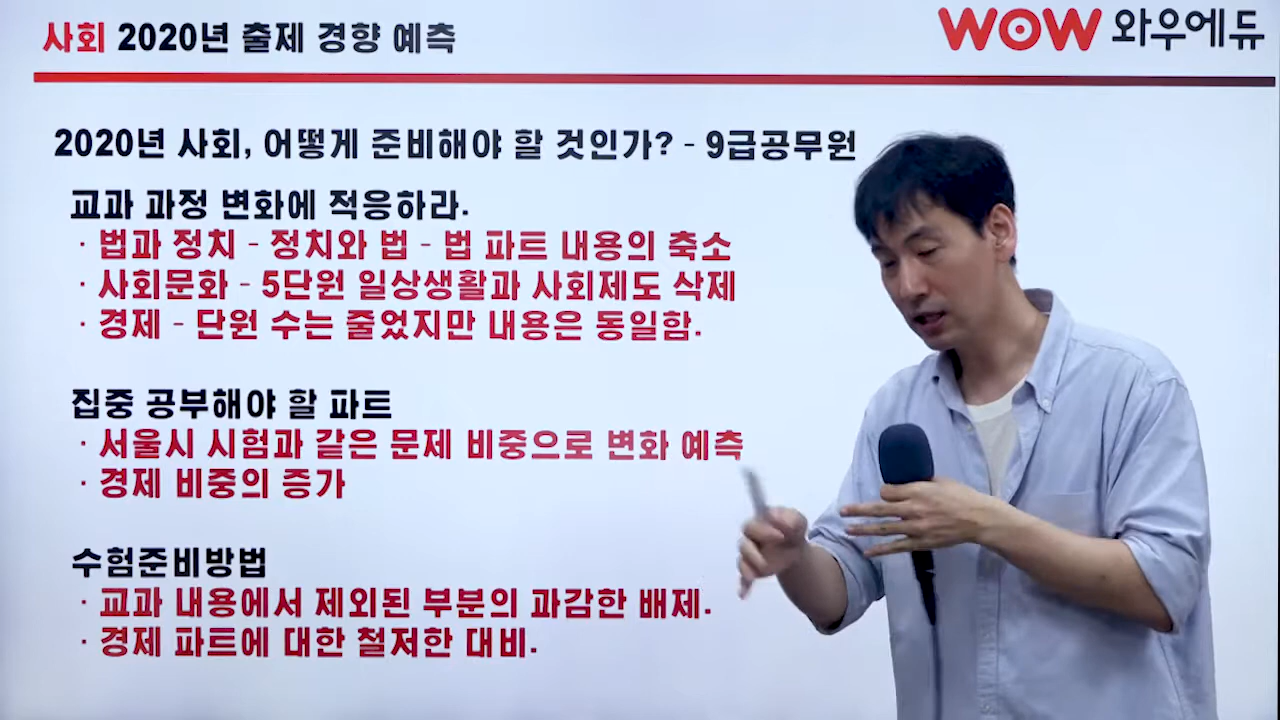 사회 2020년 출제 경향 예측
WOW 와우에듀
2020년 사회, 어떻게 준비해야 할 것인가? - 9급공무원
교과 과정 변화에 적응하라.
· 법과 정치 - 정치와 법 - 법 파트 내용의 축소
· 사회문화 - 5단원 일상생활과 사회제도 삭제
· 경제 - 단원 수는 줄었지만 내용은 동일함.
집중 공부해야 할 파트
· 서울시 시험과 같은 문제 비중으로 변화 예측
· 경제 비중의 증가
수험준비방법
· 교과 내용에서 제외된 부분의 과감한 배제.
· 경제 파트에 대한 철저한 대비.